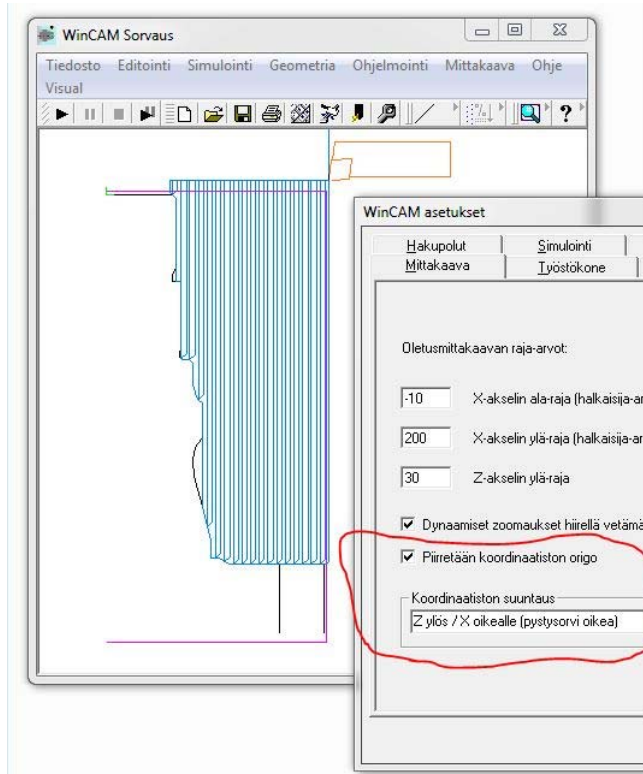 WinCAM Sorvaus
Tiedosto Editointi Simulointi Geometria Ohjelmointi Mittakaava Ohje
Visual
WinCAM asetukset
Hakupolut Simulointi
Mittakaava Työstökone
Oletusmittakaavan raja-arvot:
-10 X-akselin ala-raja (halkaisija-ar
200 X-akselin ylä-raja (halkaisija-ar
30 Z-akselin ylä-raja
Dynaamiset zoomaukset hiirellä vetämä
Piirretään koordinaatiston origo
Koordinaatiston suuntaus
Z ylös / X oikealle (pystysorvi oikea)